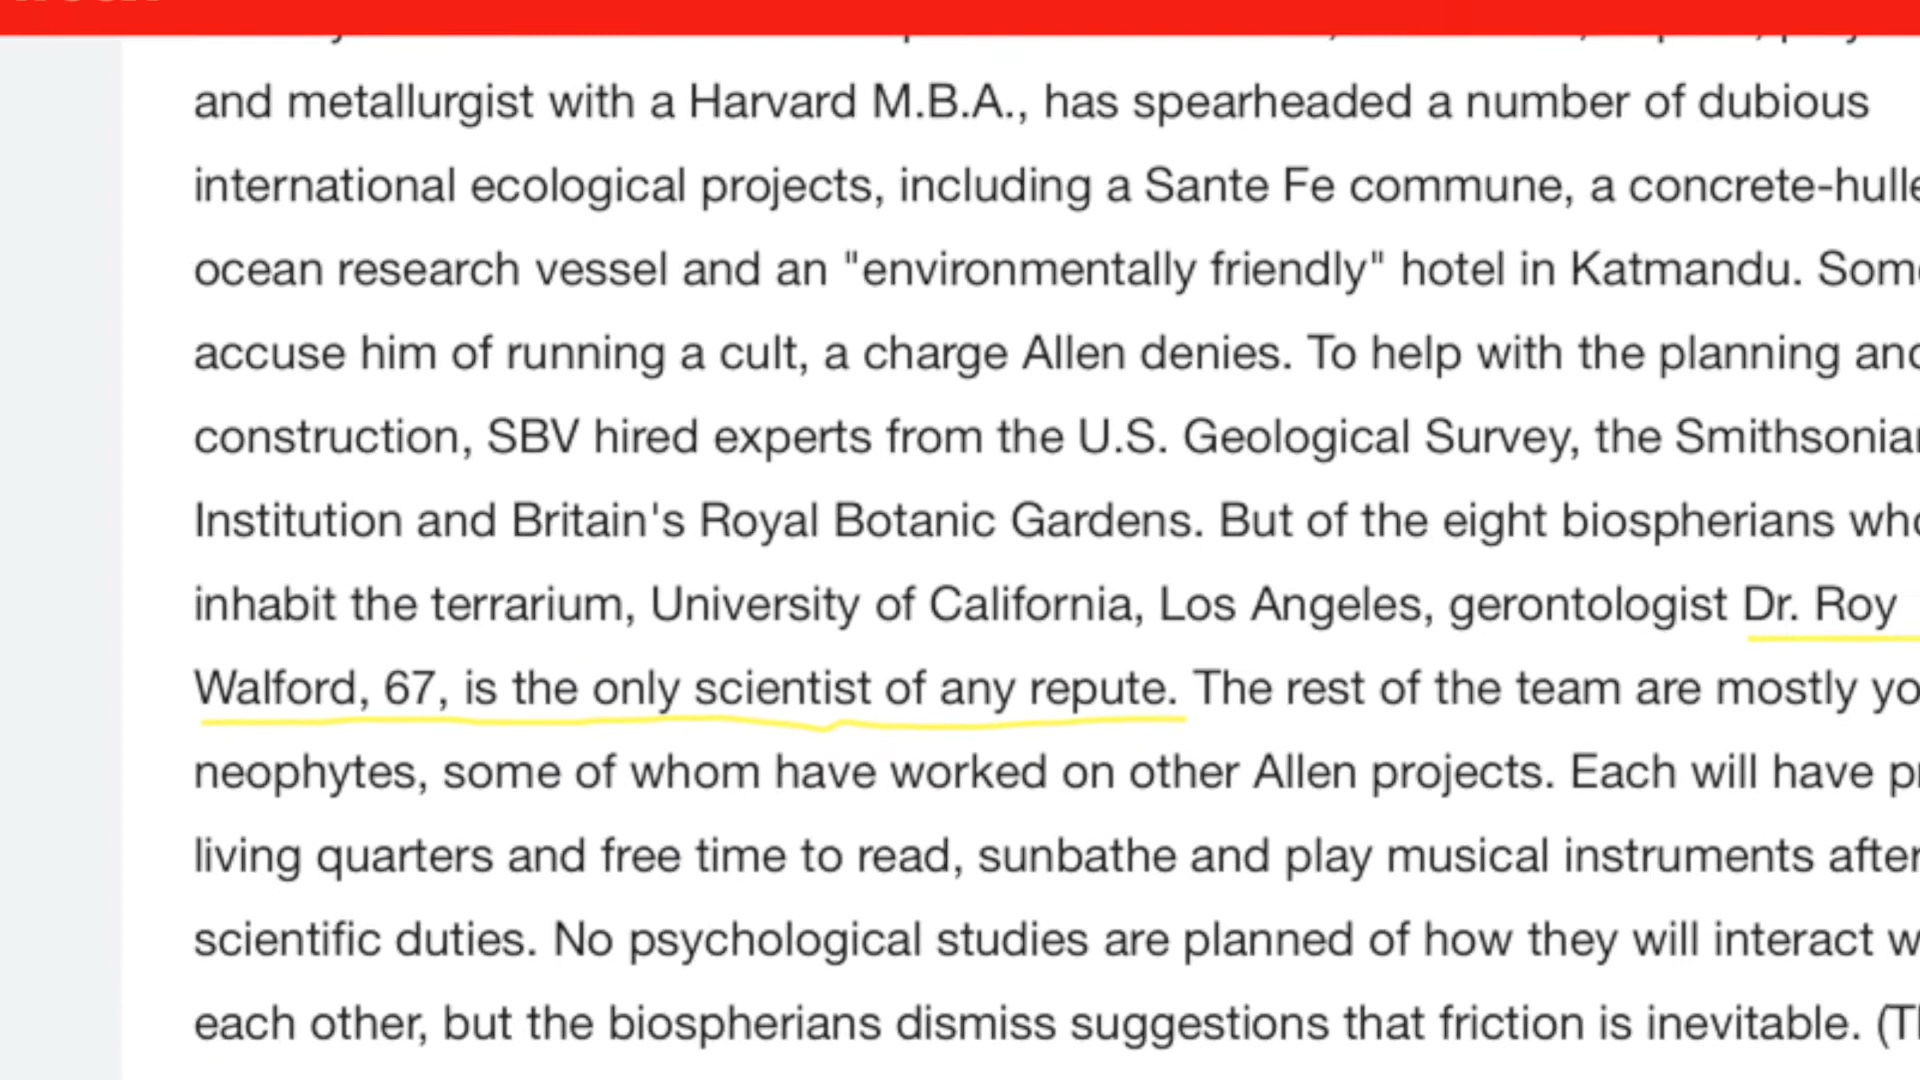 and metallurgist with a Harvard M.B.A., has spearheaded a number of dubious
international ecological projects, including a Sante Fe commune, a
ocean research vessel and an "environmentally friendly" hotel in Katmandu.
accuse him of running a cult, a charge Allen denies. To help with the planning
construction, SBV hired experts from the U.S. Geological Survey, the
Institution and Britain's Royal Botanic Gardens. But of the eight biospherians
inhabit the terrarium, University of California, Los Angeles, gerontologist Dr. Roy
Walford, 67, is the only scientist of any repute. The rest of the team are mostly
neophytes, some of whom have worked on other Allen projects. Each will have
living quarters and free time to read, sunbathe and play musical instruments after
scientific duties. No psychological studies are planned of how they will interact
each other, but the biospherians dismiss suggestions that friction is inevitable.